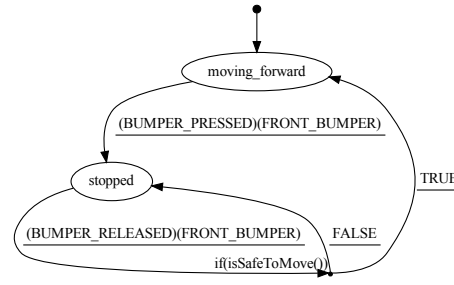 moving_forward
(BUMPER_PRESSED)(FRONT_BUMPER)
stopped
TRUE
(BUMPER_RELEASED)(FRONT_BUMPER)
FALSE
if(isSafeToMove())